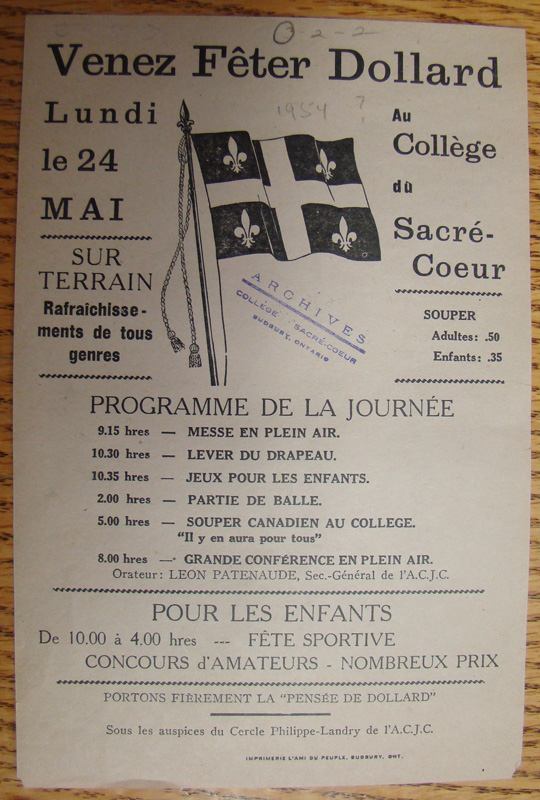 O-2-2
Venez Fêter Dollard
1954 ?
Lundi
le 24
MAI
Au
Collège
dû
Sacré-
Coeur
SUR
TERRAIN
Rafraîchisse-
ments de tous
genres
ARCHIVES
COLLÈGE SACRÉ-COEUR
SUDBURY, ONTARIO
SOUPER
Adultes: .50
Enfants: .35
PROGRAMME DE LA JOURNÉE
9.15 hres — MESSE EN PLEIN AIR.
10.30 hres — LEVER DU DRAPEAU.
10.35 hres — JEUX POUR LES ENFANTS.
2.00 hres — PARTIE DE BALLE.
5.00 hres — SOUPER CANADIEN AU COLLEGE.
"Il y en aura pour tous"
8.00 hres — GRANDE CONFÉRENCE EN PLEIN AIR.
Orateur: LEON PATENAUDE, Sec.-Général de l'A.C.J.C.
POUR LES ENFANTS
De 10.00 à 4.00 hres --- FÊTE SPORTIVE
CONCOURS d'AMATEURS - NOMBREUX PRIX
PORTONS FIÈREMENT LA "PENSÉE DE DOLLARD"
Sous les auspices du Cercle Philippe-Landry de l'A.C.J.C.
IMPRIMERIE L'AMI DU PEUPLE, SUDBURY, ONT.